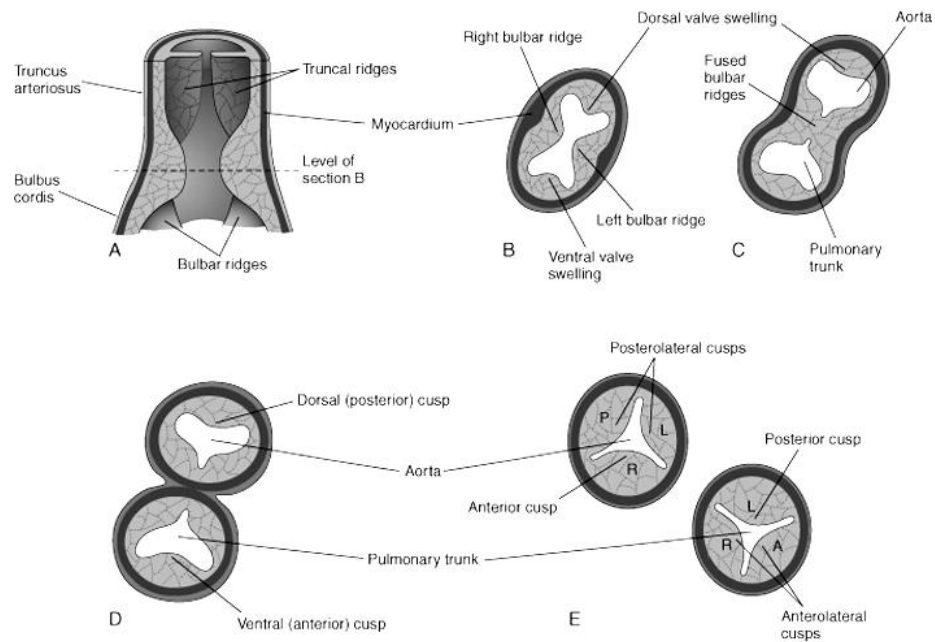 Truncus
arteriosus
Bulbus
cordis
Truncal ridges
Myocardium
Level of
section B
Bulbar ridges
A
Right bulbar ridge
Dorsal valve swelling
Left bulbar ridge
Ventral valve
swelling
B
Aorta
Fused
bulbar
ridges
Pulmonary
trunk
C
Dorsal (posterior) cusp
Aorta
Pulmonary trunk
Ventral (anterior) cusp
D
Posterolateral cusps
P
L
R
Anterior cusp
Posterior cusp
L
R
A
Anterolateral
cusps
E